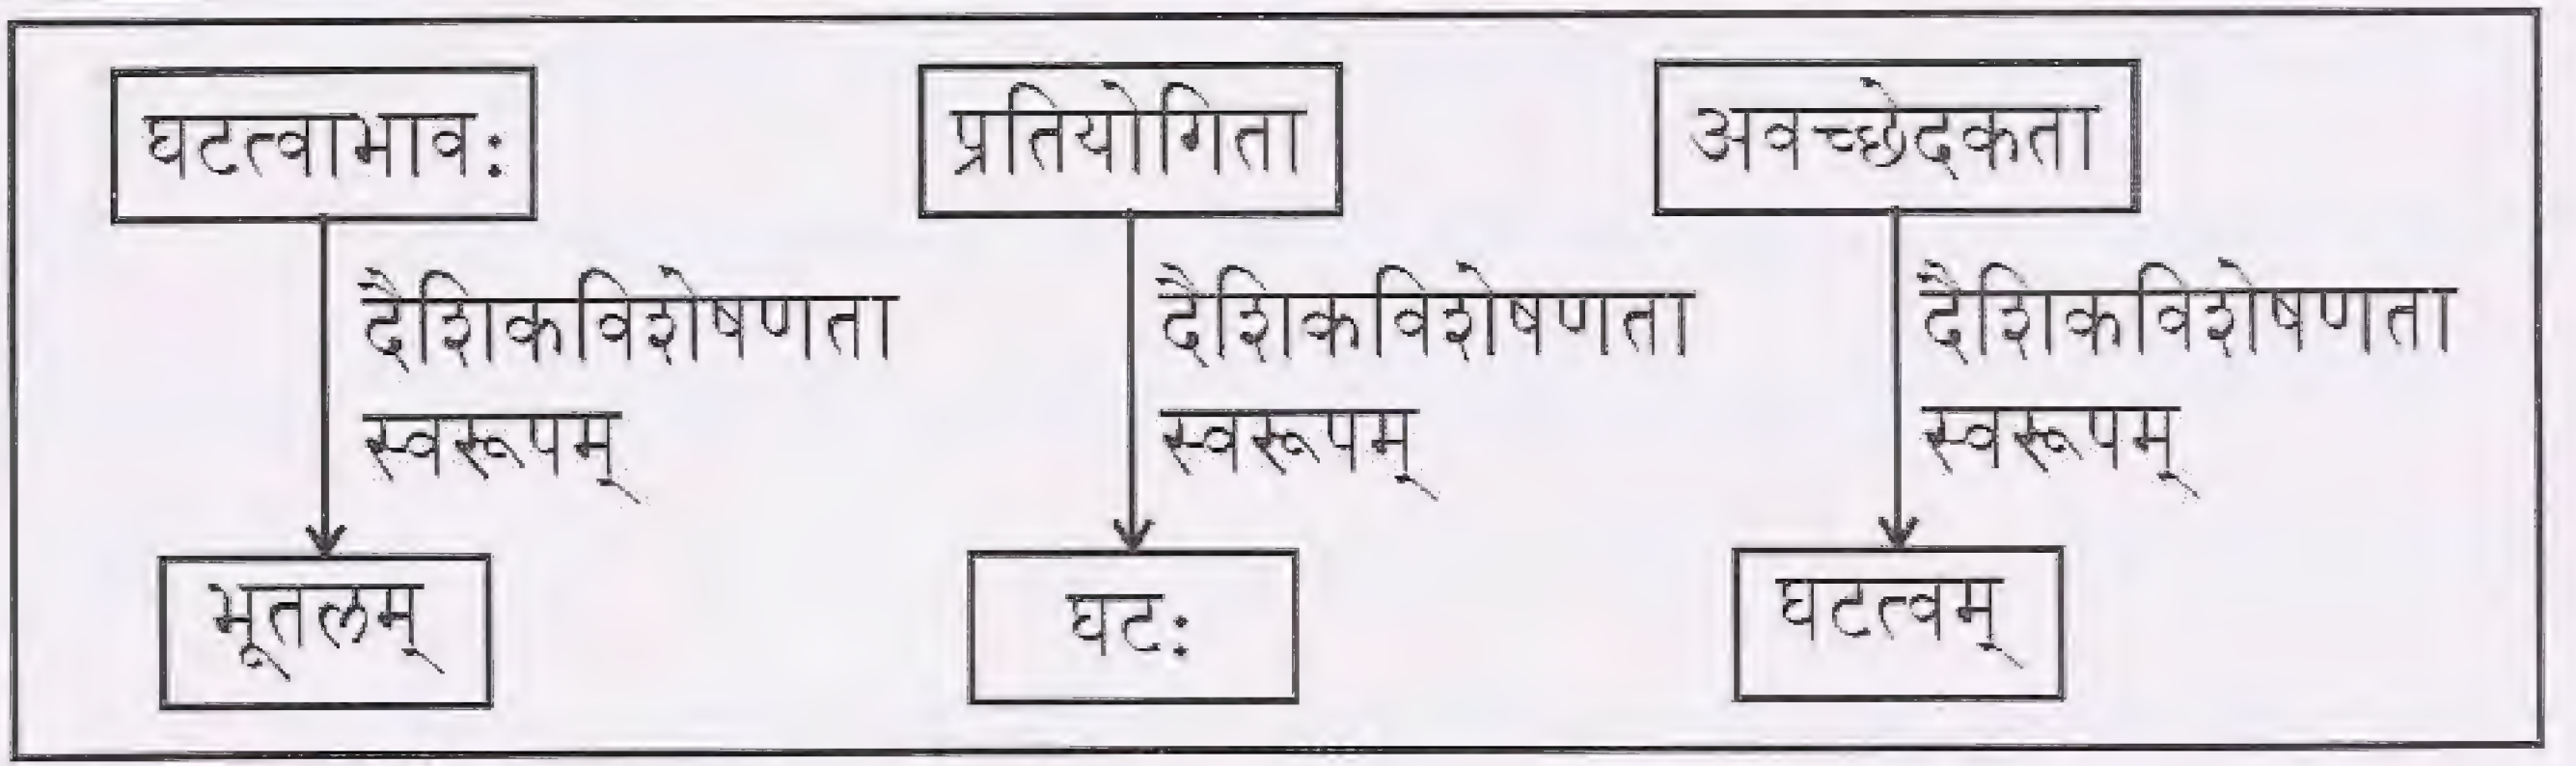 घटत्वाभावः
प्रतियोगिता
अवच्छेदकता
दैशिकविशेषणता
स्वरूपम्
दैशिकविशेषणता
स्वरूपम्
दैशिकविशेषणता
स्वरूपम्
भूतलम्
घटः
घटत्वम्